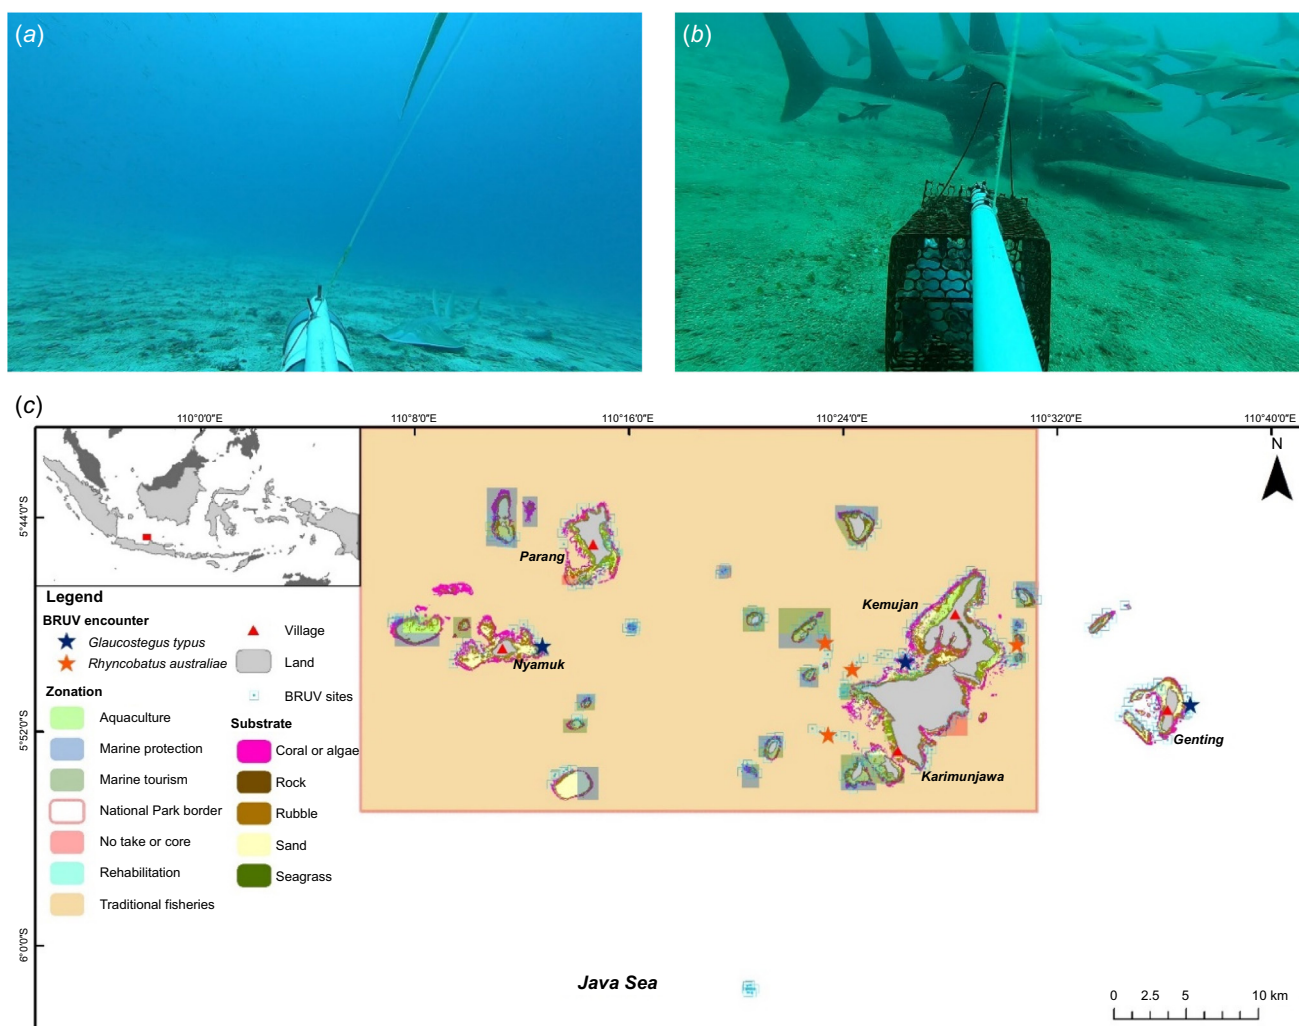 (a)
(b)
(c)
110°0′0″E
110°8′0″E
110°16′0″E
110°24′0″E
110°32′0″E
110°40′0″E
N
5°44′0″S
5°52′0″S
6°0′0″S
Parang
Kemujan
Nyamuk
Genting
Karimunjawa
Java Sea
Legend
BRUV encounter
Glaucostegus typus
Rhyncobatus australiae
Village
Land
BRUV sites
Zonation
Aquaculture
Marine protection
Marine tourism
National Park border
No take or core
Rehabilitation
Traditional fisheries
Substrate
Coral or algae
Rock
Rubble
Sand
Seagrass
0 2.5 5 10 km